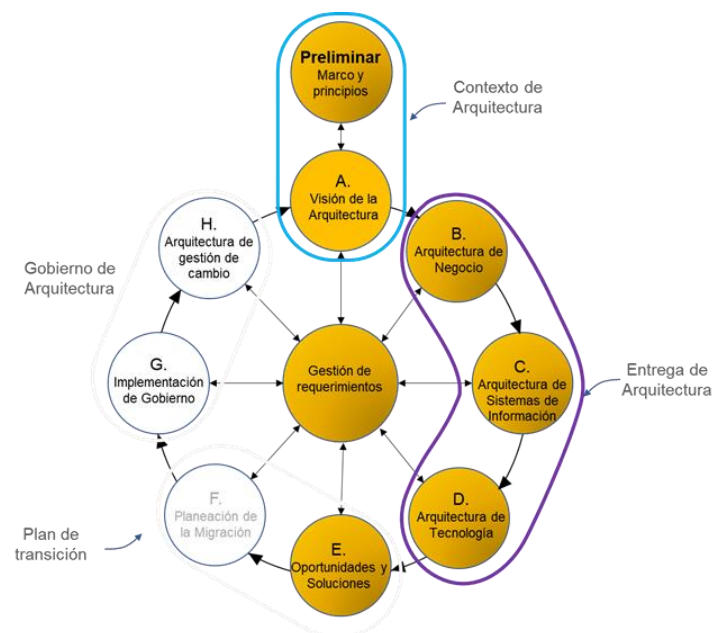 Preliminar
Marco y
principios
Contexto de
Arquitectura
A.
Visión de la
Arquitectura
H.
Arquitectura de
gestión de
cambio
B.
Arquitectura de
Negocio
Gobierno de
Arquitectura
G.
Implementación
de Gobierno
Gestión de
requerimientos
C.
Arquitectura de
Sistemas de
Información
Entrega de
Arquitectura
F.
Planeación de
la Migración
D.
Arquitectura de
Tecnología
Plan de
transición
E.
Oportunidades y
Soluciones